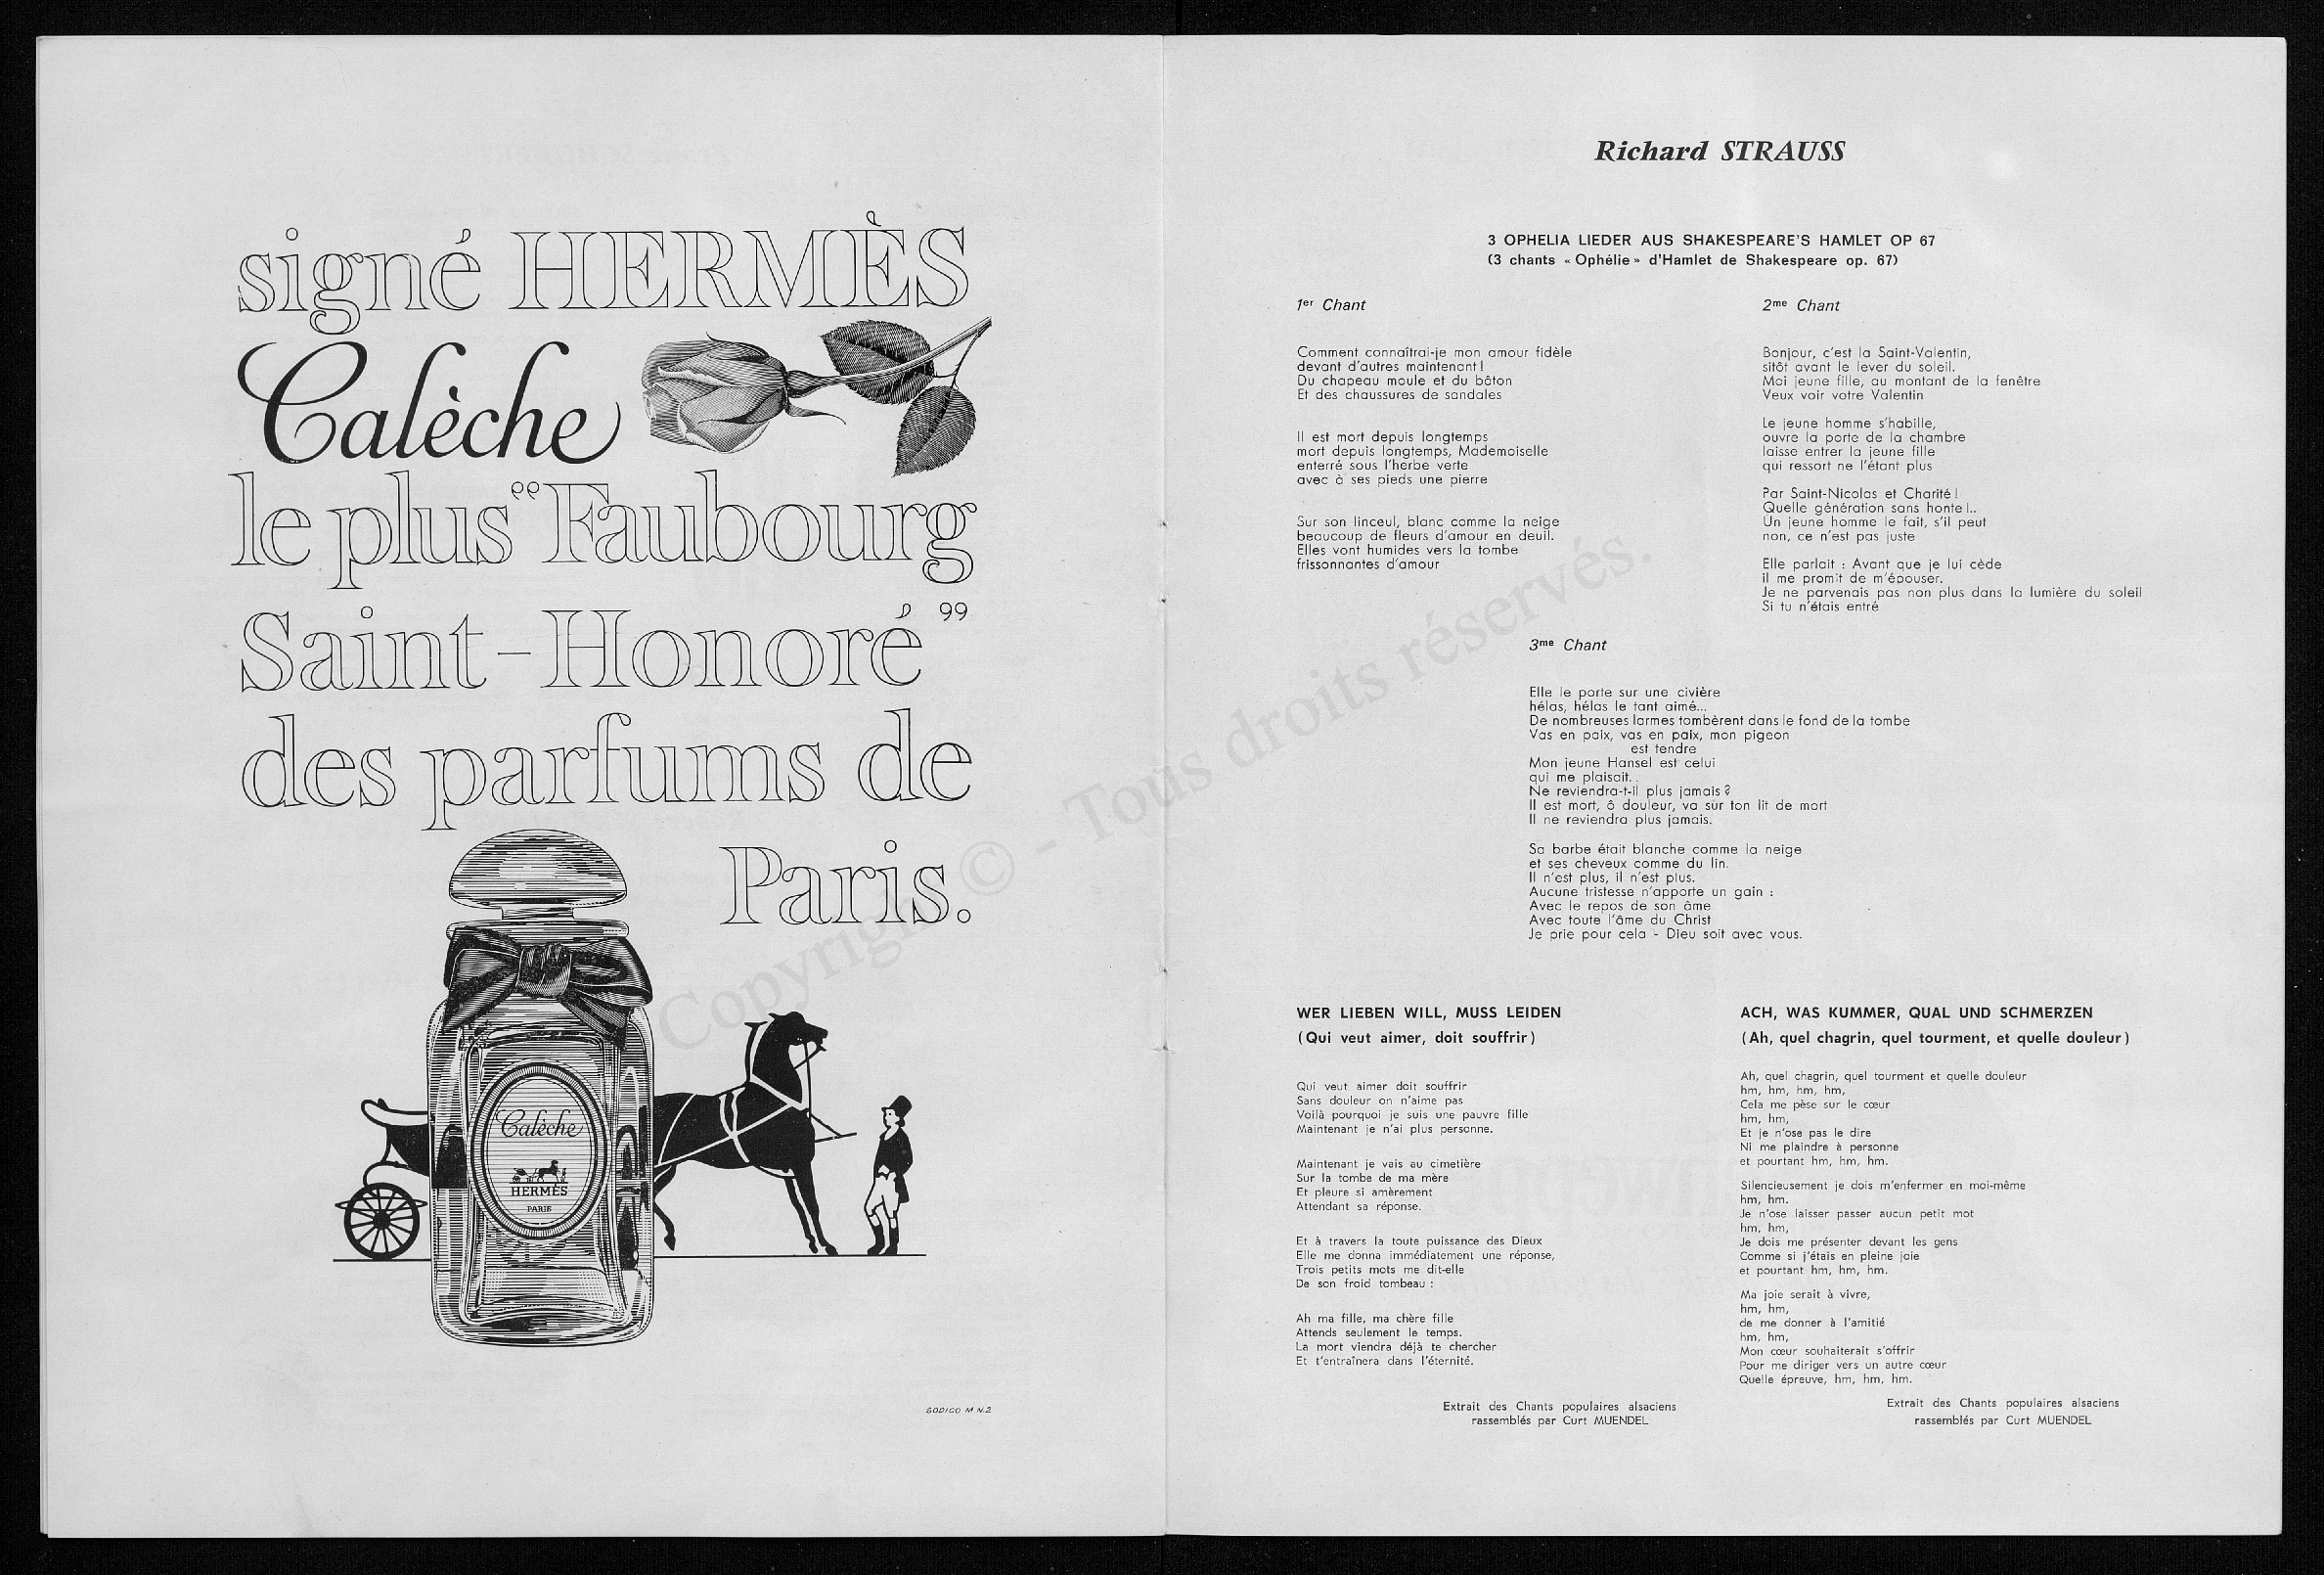 signé HERMÈS
Calèche
le plus “Faubourg
Saint-Honoré”
des parfums de
Paris.
Calèche
HERMÈS
PARIS
SODICO M N.2
Copyright © - Tous droits réservés.
Richard STRAUSS
3 OPHELIA LIEDER AUS SHAKESPEARE'S HAMLET OP 67
(3 chants « Ophélie » d'Hamlet de Shakespeare op. 67)
1er Chant
Comment connaîtrai-je mon amour fidèle
devant d'autres maintenant !
Du chapeau moule et du bâton
Et des chaussures de sandales
Il est mort depuis longtemps
mort depuis longtemps, Mademoiselle
enterré sous l'herbe verte
avec à ses pieds une pierre
Sur son linceul, blanc comme la neige
beaucoup de fleurs d'amour en deuil.
Elles vont humides vers la tombe
frissonnantes d'amour
2me Chant
Bonjour, c'est la Saint-Valentin,
sitôt avant le lever du soleil.
Moi jeune fille, au montant de la fenêtre
Veux voir votre Valentin
Le jeune homme s'habille,
ouvre la porte de la chambre
laisse entrer la jeune fille
qui ressort ne l'étant plus
Par Saint-Nicolas et Charité !
Quelle génération sans honte !..
Un jeune homme le fait, s'il peut
non, ce n'est pas juste
Elle parlait : Avant que je lui cède
il me promit de m'épouser.
Je ne parvenais pas non plus dans la lumière du soleil
Si tu n'étais entré
3me Chant
Elle le porte sur une civière
hélas, hélas le tant aimé...
De nombreuses larmes tombèrent dans le fond de la tombe
Vas en paix, vas en paix, mon pigeon
est tendre
Mon jeune Hansel est celui
qui me plaisait..
Ne reviendra-t-il plus jamais ?
Il est mort, ô douleur, va sur ton lit de mort
Il ne reviendra plus jamais.
Sa barbe était blanche comme la neige
et ses cheveux comme du lin.
Il n'est plus, il n'est plus.
Aucune tristesse n'apporte un gain :
Avec le repos de son âme
Avec toute l'âme du Christ
Je prie pour cela - Dieu soit avec vous.
WER LIEBEN WILL, MUSS LEIDEN
(Qui veut aimer, doit souffrir)
Qui veut aimer doit souffrir
Sans douleur on n'aime pas
Voilà pourquoi je suis une pauvre fille
Maintenant je n'ai plus personne.
Maintenant je vais au cimetière
Sur la tombe de ma mère
Et pleure si amèrement
Attendant sa réponse.
Et à travers la toute puissance des Dieux
Elle me donna immédiatement une réponse,
Trois petits mots me dit-elle
De son froid tombeau :
Ah ma fille, ma chère fille
Attends seulement le temps.
La mort viendra déjà te chercher
Et t'entraînera dans l'éternité.
Extrait des Chants populaires alsaciens
rassemblés par Curt MUENDEL
ACH, WAS KUMMER, QUAL UND SCHMERZEN
(Ah, quel chagrin, quel tourment, et quelle douleur)
Ah, quel chagrin, quel tourment et quelle douleur
hm, hm, hm, hm,
Cela me pèse sur le cœur
hm, hm,
Et je n'ose pas le dire
Ni me plaindre à personne
et pourtant hm, hm, hm.
Silencieusement je dois m'enfermer en moi-même
hm, hm.
Je n'ose laisser passer aucun petit mot
hm, hm,
Je dois me présenter devant les gens
Comme si j'étais en pleine joie
et pourtant hm, hm, hm.
Ma joie serait à vivre,
hm, hm,
de me donner à l'amitié
hm, hm,
Mon cœur souhaiterait s'offrir
Pour me diriger vers un autre cœur
Quelle épreuve, hm, hm, hm.
Extrait des Chants populaires alsaciens
rassemblés par Curt MUENDEL